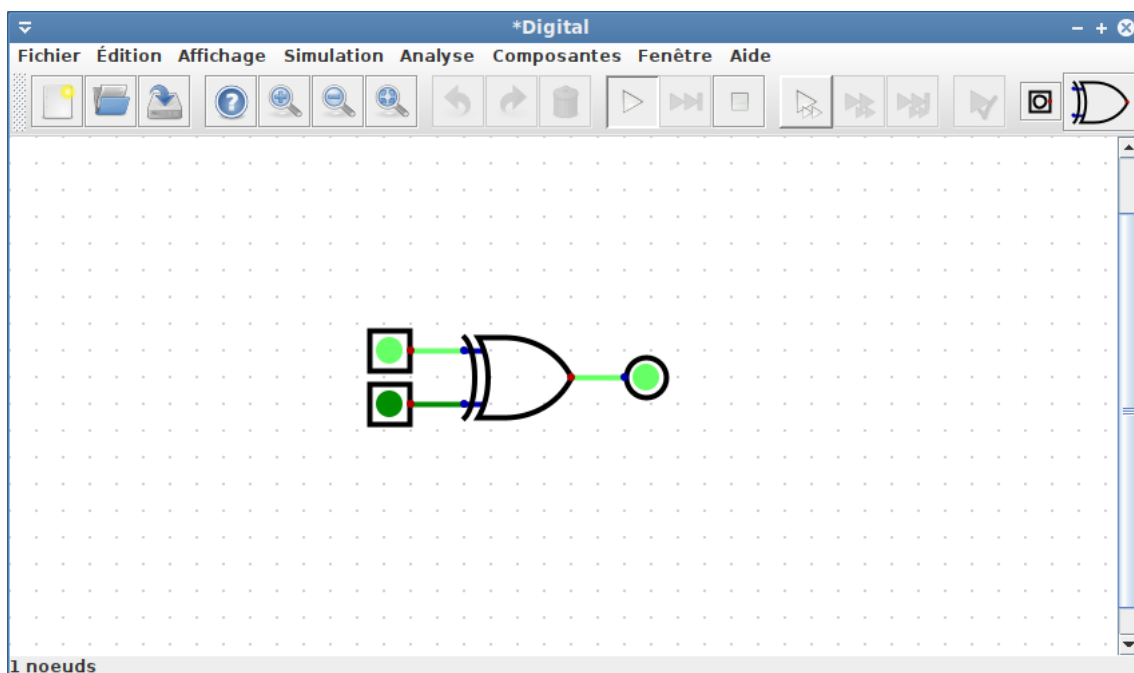 *Digital
Fichier Édition Affichage Simulation Analyse Composantes Fenêtre Aide
1 noeuds